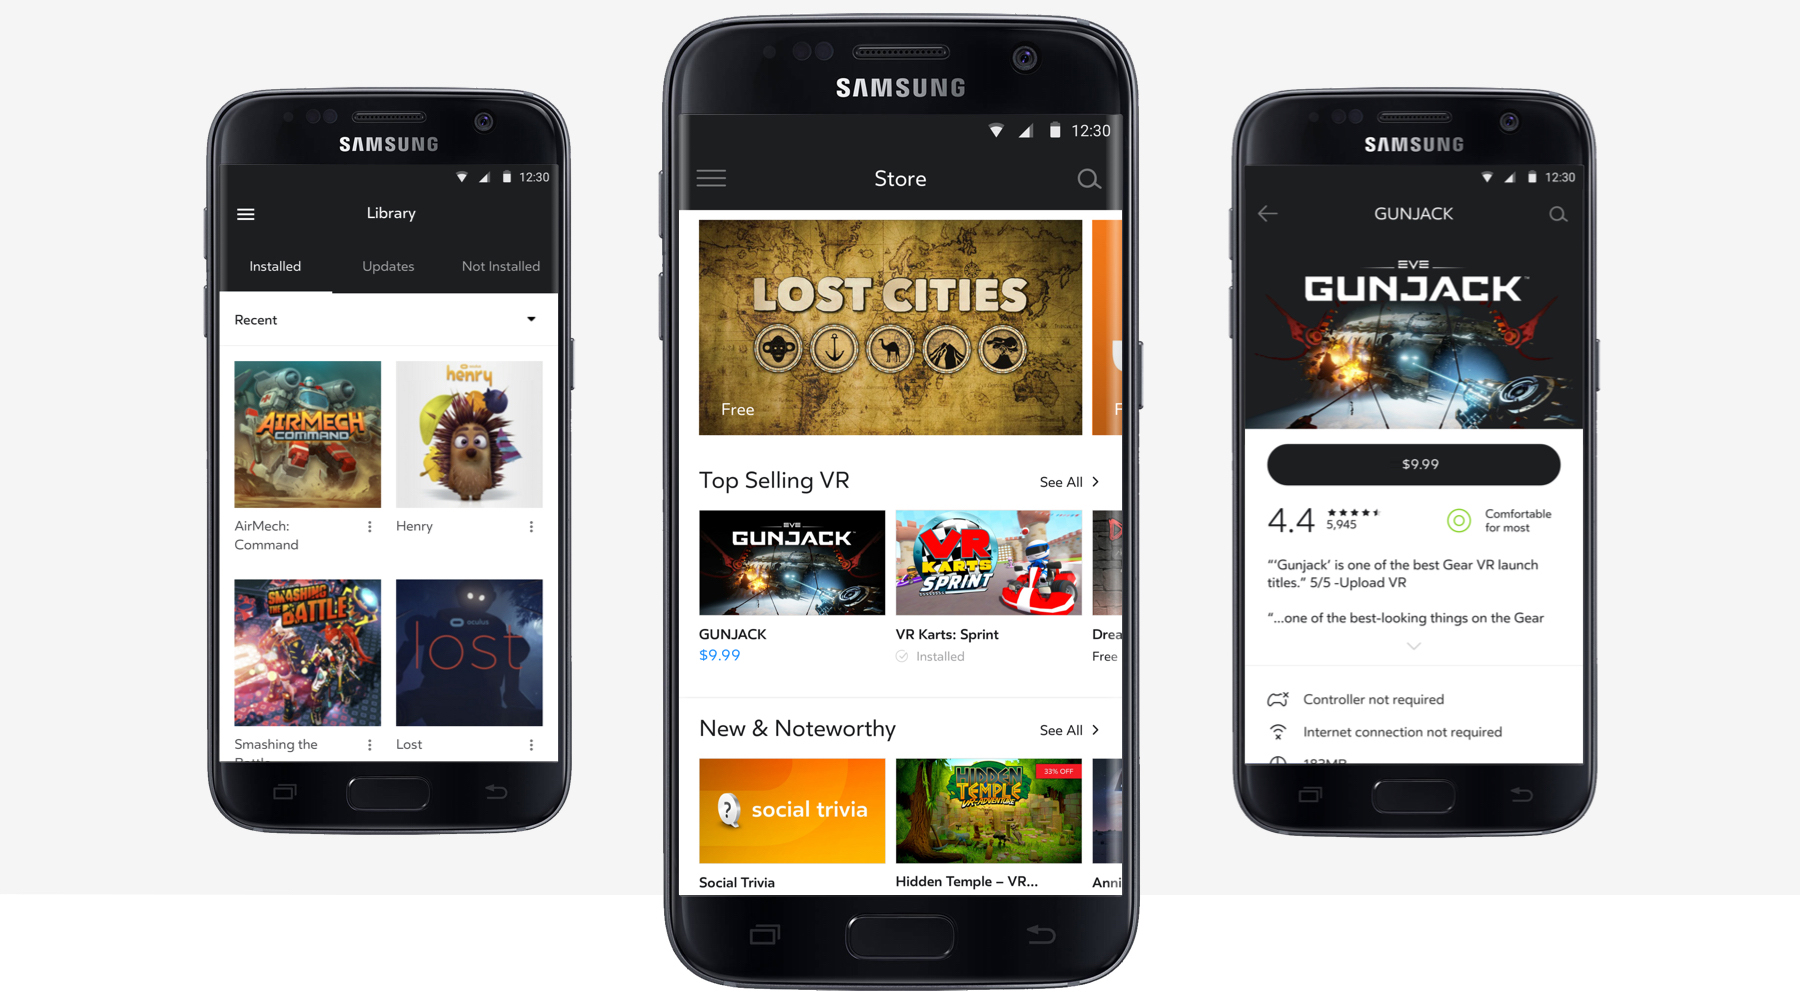 SAMSUNG
12:30
Library
Installed Updates Not Installed
Recent
AIRMECH
COMMAND
henry
AirMech:
Command
Henry
SMASHING
THE BATTLE
oculus
lost
Smashing the
Lost
SAMSUNG
12:30
Store
LOST CITIES
Free
Top Selling VR
See All
EVE
GUNJACK
VR
KARTS
SPRINT
GUNJACK
$9.99
VR Karts: Sprint
Installed
Drea
Free
New & Noteworthy
See All
?
social trivia
HIDDEN
TEMPLE
VR ADVENTURE
33% OFF
Social Trivia
Hidden Temple – VR...
Anni
SAMSUNG
12:30
GUNJACK
EVE
GUNJACK™
$9.99
4.4
5,945
Comfortable
for most
“‘Gunjack’ is one of the best Gear VR launch
titles.” 5/5 -Upload VR
“...one of the best-looking things on the Gear
Controller not required
Internet connection not required